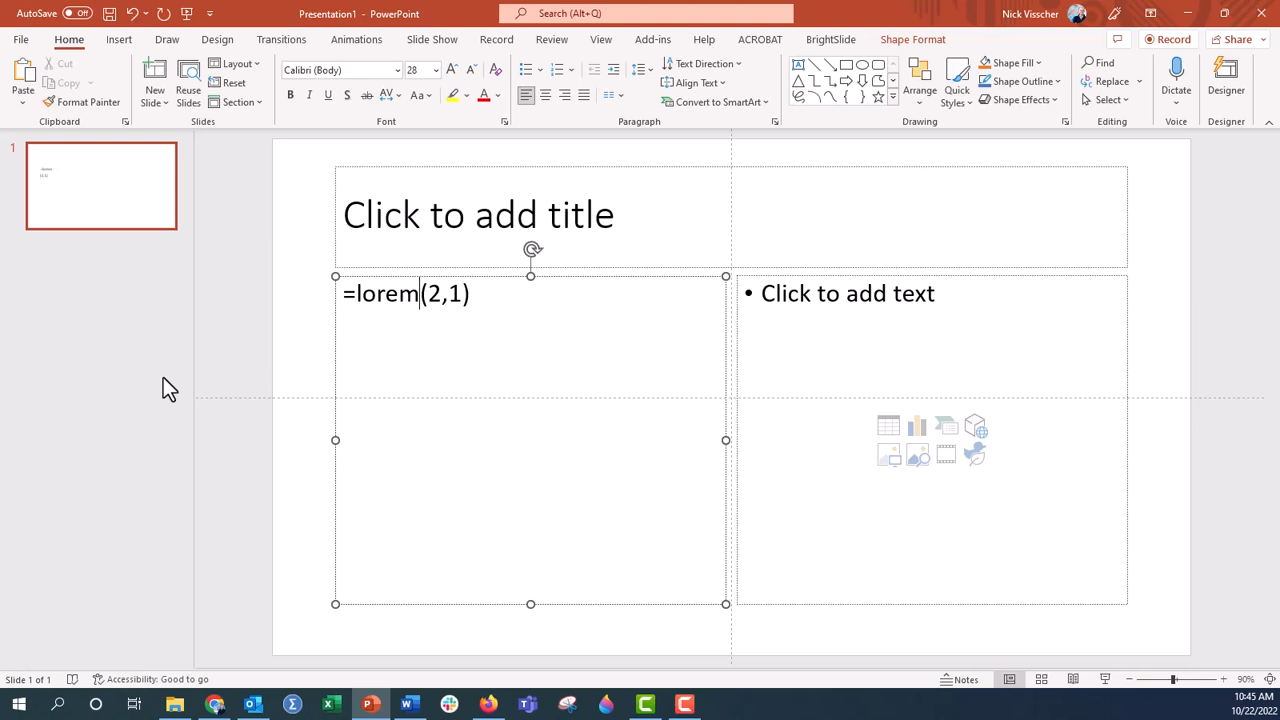 AutoSave Off
Presentation1 - PowerPoint
Search (Alt+Q)
Nick Visscher
File Home Insert Draw Design Transitions Animations Slide Show Record Review View Add-ins Help ACROBAT BrightSlide Shape Format
Record Share
Paste
Cut
Copy
Format Painter
Clipboard
New Slide
Reuse Slides
Layout
Reset
Section
Slides
Calibri (Body) 28
B I U S ab AV Aa A
Font
Text Direction
Align Text
Convert to SmartArt
Paragraph
Arrange
Quick Styles
Shape Fill
Shape Outline
Shape Effects
Drawing
Find
Replace
Select
Editing
Dictate
Voice
Designer
Designer
1
Click to add title
=lorem(2,1)
• Click to add text
Slide 1 of 1
Accessibility: Good to go
Notes
90%
10:45 AM
10/22/2022